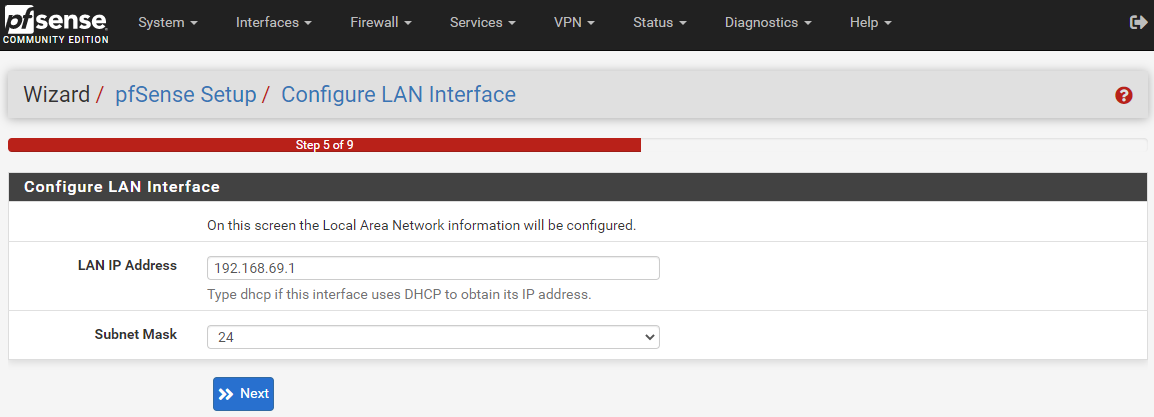 pfsense
COMMUNITY EDITION
System Interfaces Firewall Services VPN Status Diagnostics Help
Wizard / pfSense Setup / Configure LAN Interface
Step 5 of 9
Configure LAN Interface
On this screen the Local Area Network information will be configured.
LAN IP Address 192.168.69.1
Type dhcp if this interface uses DHCP to obtain its IP address.
Subnet Mask 24
Next